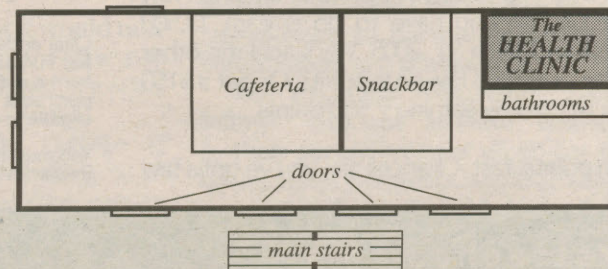 The
HEALTH
CLINIC
Cafeteria
Snackbar
bathrooms
doors
main stairs